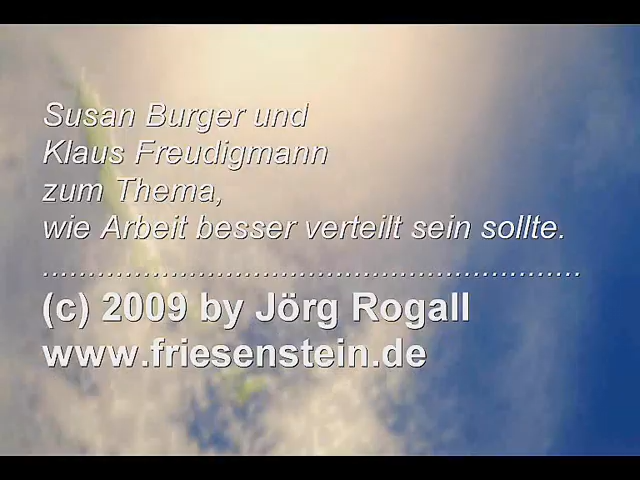 Susan Burger und
Klaus Freudigmann
zum Thema,
wie Arbeit besser verteilt sein sollte.
............................................................
(c) 2009 by Jörg Rogall
www.friesenstein.de